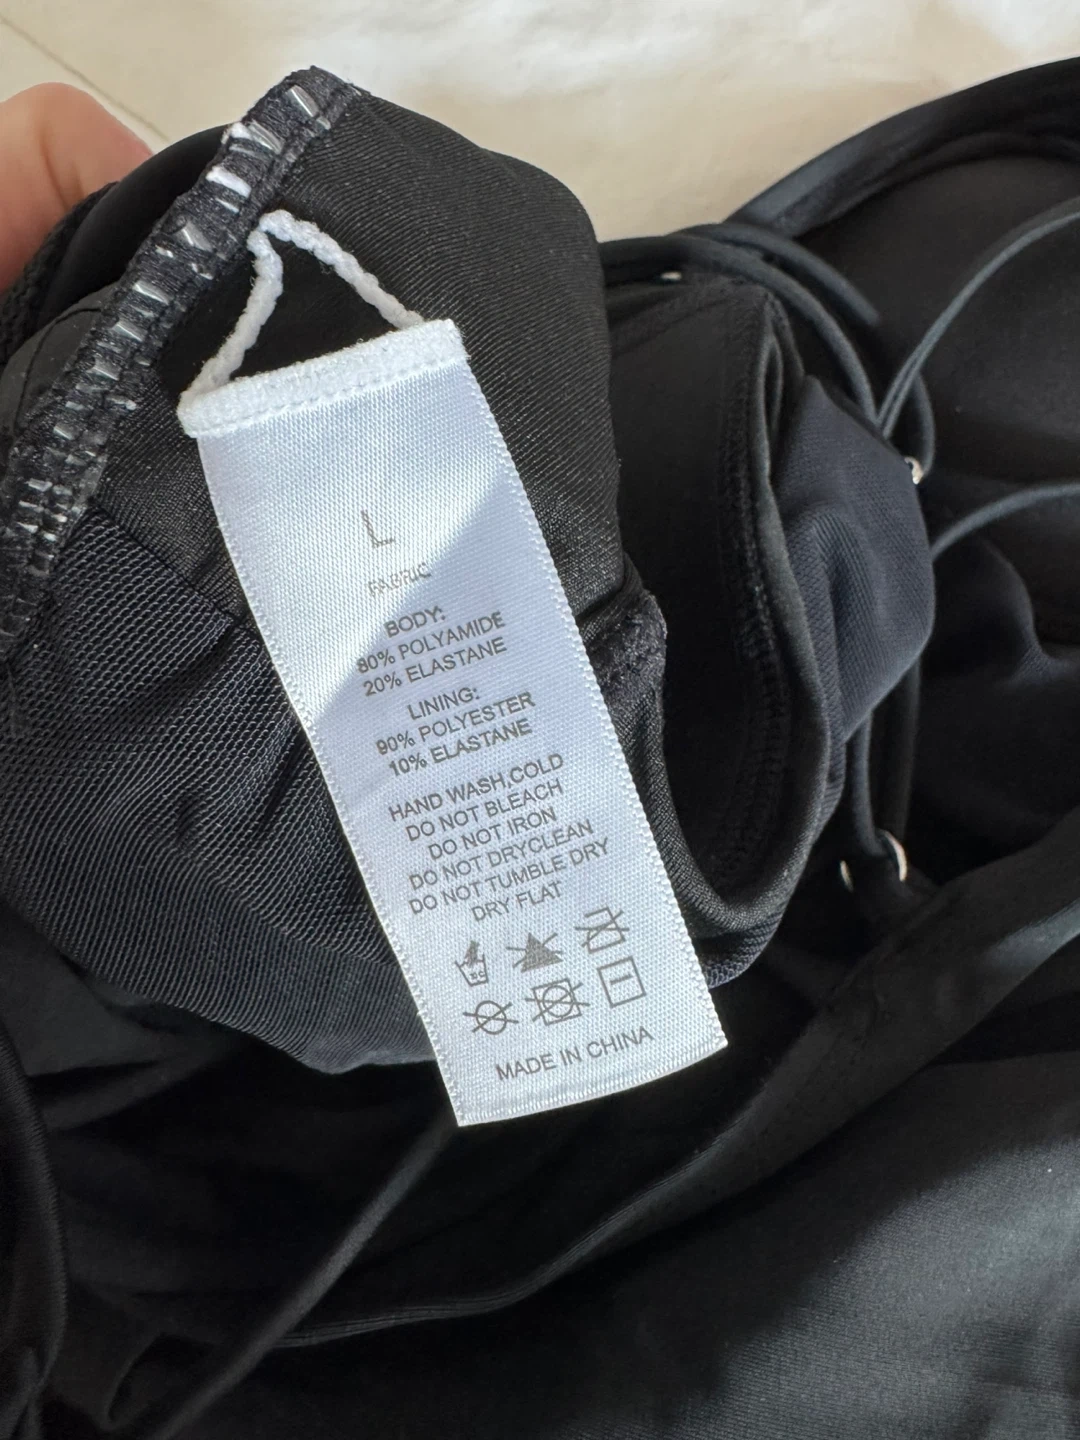 L
FABRIC
BODY:
80% POLYAMIDE
20% ELASTANE
LINING:
90% POLYESTER
10% ELASTANE
HAND WASH,COLD
DO NOT BLEACH
DO NOT IRON
DO NOT DRYCLEAN
DO NOT TUMBLE DRY
DRY FLAT
MADE IN CHINA